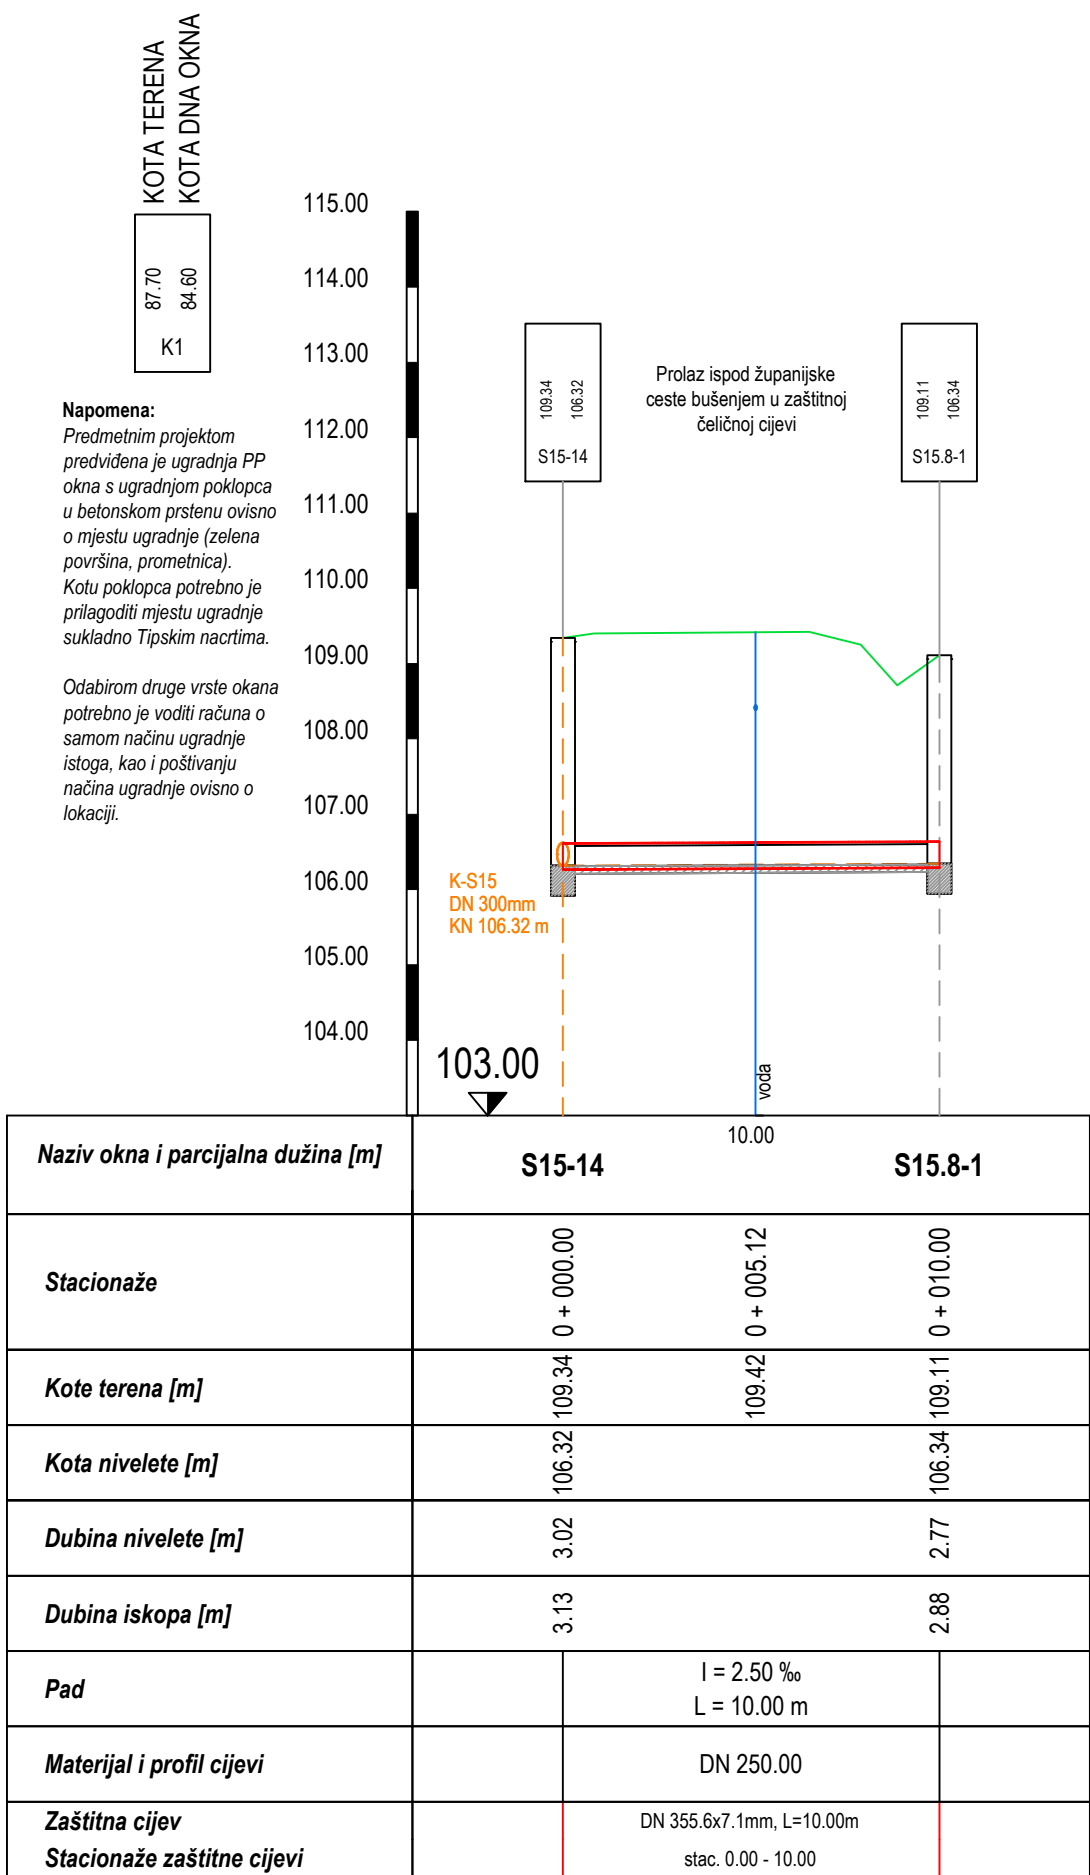 KOTA TERENA
KOTA DNA OKNA
87.70
84.60
K1
Napomena:
Predmetnim projektom
predviđena je ugradnja PP
okna s ugradnjom poklopca
u betonskom prstenu ovisno
o mjestu ugradnje (zelena
površina, prometnica).
Kotu poklopca potrebno je
prilagoditi mjestu ugradnje
sukladno Tipskim nacrtima.
Odabirom druge vrste okana
potrebno je voditi računa o
samom načinu ugradnje
istoga, kao i poštivanju
načina ugradnje ovisno o
lokaciji.
115.00
114.00
113.00
112.00
111.00
110.00
109.00
108.00
107.00
106.00
105.00
104.00
103.00
109.34
106.32
S15-14
Prolaz ispod županijske
ceste bušenjem u zaštitnoj
čeličnoj cijevi
109.11
106.34
S15.8-1
K-S15
DN 300mm
KN 106.32 m
voda
Naziv okna i parcijalna dužina [m]
S15-14
10.00
S15.8-1
Stacionaže
0 + 000.00
0 + 005.12
0 + 010.00
Kote terena [m]
109.34
109.42
109.11
Kota nivelete [m]
106.32
106.34
Dubina nivelete [m]
3.02
2.77
Dubina iskopa [m]
3.13
2.88
Pad
I = 2.50 ‰
L = 10.00 m
Materijal i profil cijevi
DN 250.00
Zaštitna cijev
DN 355.6x7.1mm, L=10.00m
Stacionaže zaštitne cijevi
stac. 0.00 - 10.00